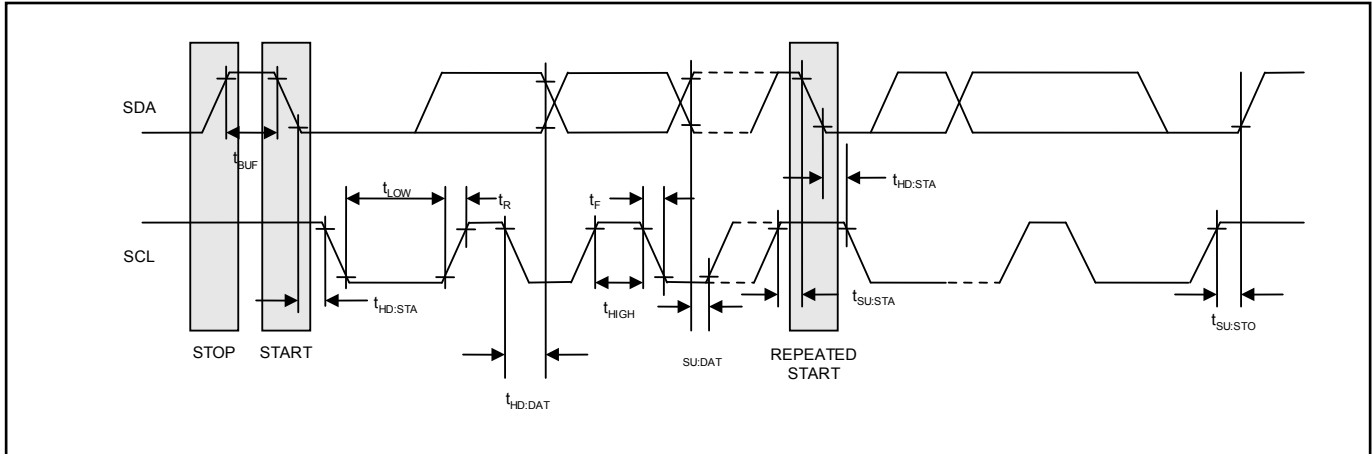 SDA
tBUF
tLOW
tR
tF
tHD:STA
SCL
tHD:STA
tHIGH
tSU:STA
tSU:STO
STOP
START
SU:DAT
REPEATED
START
tHD:DAT